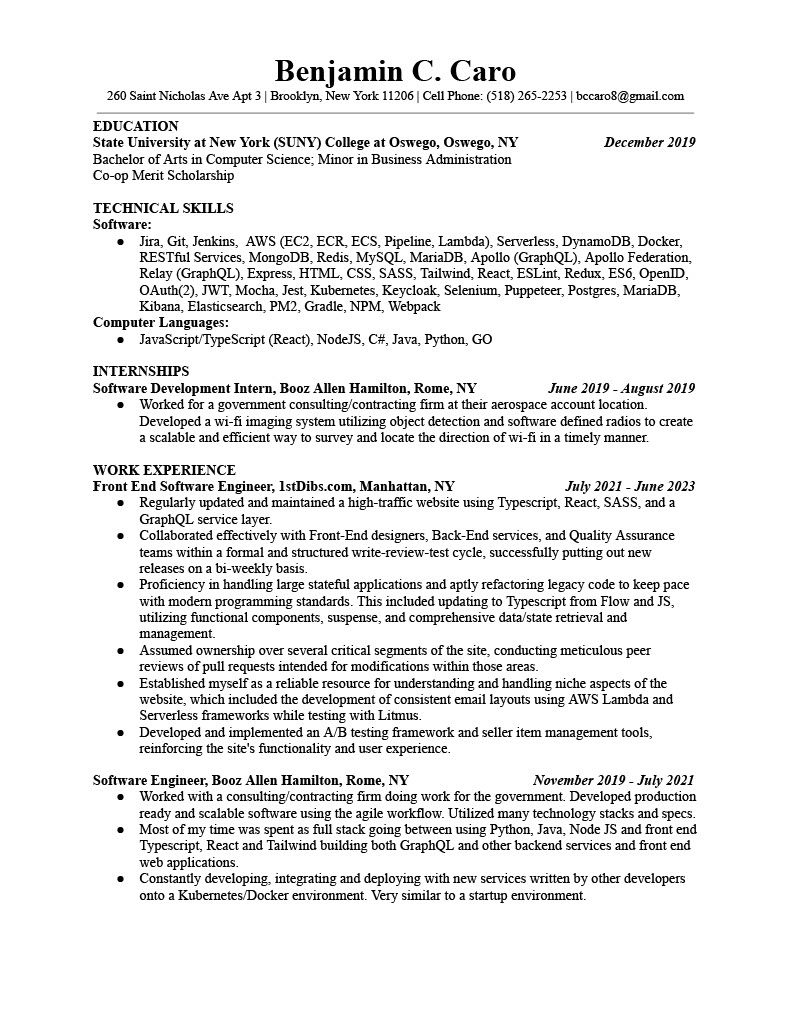 Benjamin C. Caro
260 Saint Nicholas Ave Apt 3 | Brooklyn, New York 11206 | Cell Phone: (518) 265-2253 | bccaro8@gmail.com
EDUCATION
State University at New York (SUNY) College at Oswego, Oswego, NY December 2019
Bachelor of Arts in Computer Science; Minor in Business Administration
Co-op Merit Scholarship
TECHNICAL SKILLS
Software:
● Jira, Git, Jenkins, AWS (EC2, ECR, ECS, Pipeline, Lambda), Serverless, DynamoDB, Docker,
RESTful Services, MongoDB, Redis, MySQL, MariaDB, Apollo (GraphQL), Apollo Federation,
Relay (GraphQL), Express, HTML, CSS, SASS, Tailwind, React, ESLint, Redux, ES6, OpenID,
OAuth(2), JWT, Mocha, Jest, Kubernetes, Keycloak, Selenium, Puppeteer, Postgres, MariaDB,
Kibana, Elasticsearch, PM2, Gradle, NPM, Webpack
Computer Languages:
● JavaScript/TypeScript (React), NodeJS, C#, Java, Python, GO
INTERNSHIPS
Software Development Intern, Booz Allen Hamilton, Rome, NY June 2019 - August 2019
● Worked for a government consulting/contracting firm at their aerospace account location.
Developed a wi-fi imaging system utilizing object detection and software defined radios to create
a scalable and efficient way to survey and locate the direction of wi-fi in a timely manner.
WORK EXPERIENCE
Front End Software Engineer, 1stDibs.com, Manhattan, NY July 2021 - June 2023
● Regularly updated and maintained a high-traffic website using Typescript, React, SASS, and a
GraphQL service layer.
● Collaborated effectively with Front-End designers, Back-End services, and Quality Assurance
teams within a formal and structured write-review-test cycle, successfully putting out new
releases on a bi-weekly basis.
● Proficiency in handling large stateful applications and aptly refactoring legacy code to keep pace
with modern programming standards. This included updating to Typescript from Flow and JS,
utilizing functional components, suspense, and comprehensive data/state retrieval and
management.
● Assumed ownership over several critical segments of the site, conducting meticulous peer
reviews of pull requests intended for modifications within those areas.
● Established myself as a reliable resource for understanding and handling niche aspects of the
website, which included the development of consistent email layouts using AWS Lambda and
Serverless frameworks while testing with Litmus.
● Developed and implemented an A/B testing framework and seller item management tools,
reinforcing the site's functionality and user experience.
Software Engineer, Booz Allen Hamilton, Rome, NY November 2019 - July 2021
● Worked with a consulting/contracting firm doing work for the government. Developed production
ready and scalable software using the agile workflow. Utilized many technology stacks and specs.
● Most of my time was spent as full stack going between using Python, Java, Node JS and front end
Typescript, React and Tailwind building both GraphQL and other backend services and front end
web applications.
● Constantly developing, integrating and deploying with new services written by other developers
onto a Kubernetes/Docker environment. Very similar to a startup environment.